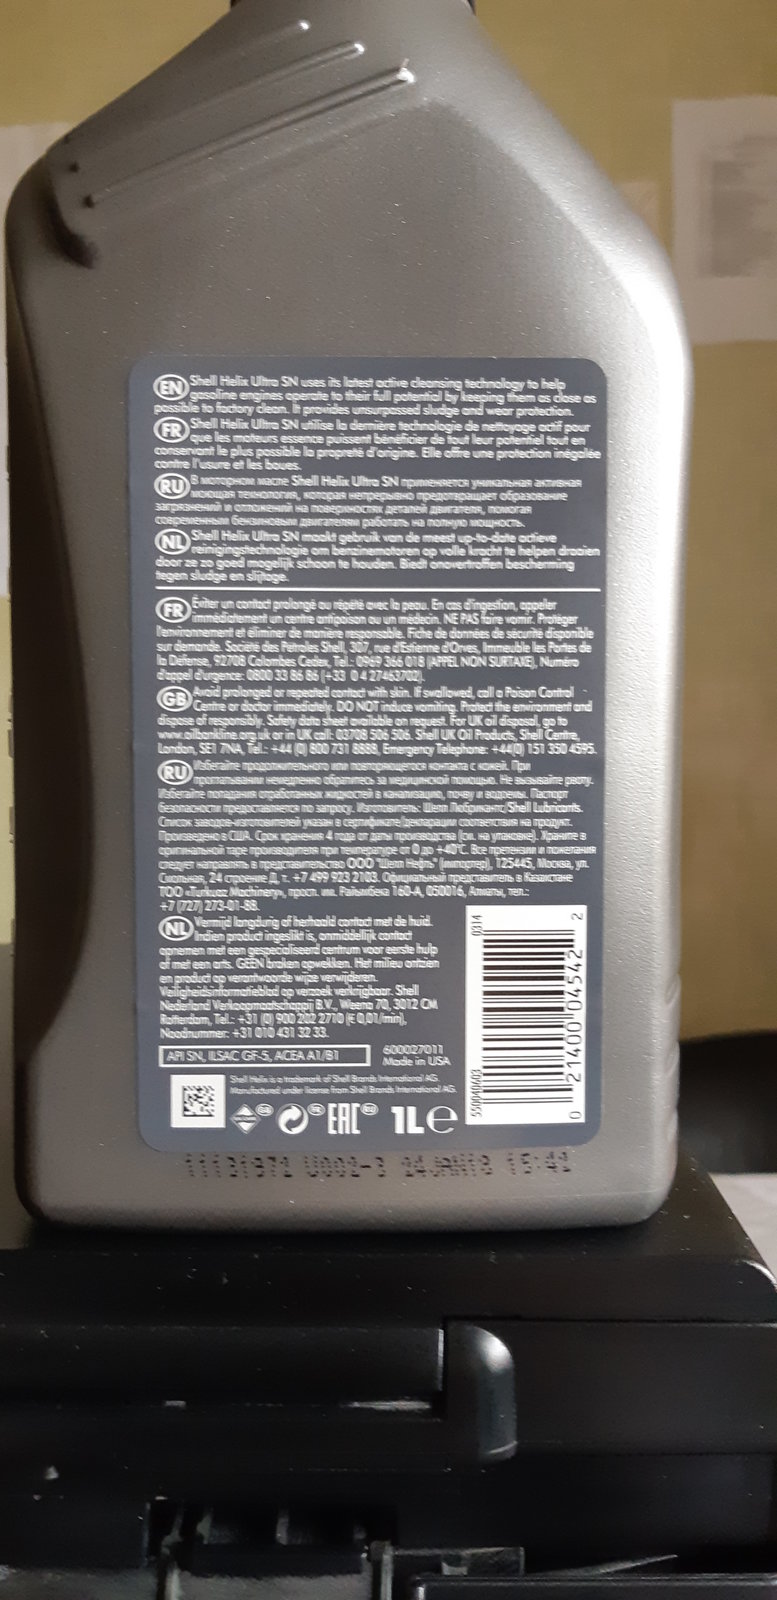 EN Shell Helix Ultra SN uses its latest active cleansing technology to help
gasoline engines operate to their full potential by keeping them as close as
possible to factory clean. It provides unsurpassed sludge and wear protection.
FR Shell Helix Ultra SN utilise la dernière technologie de nettoyage actif pour
que les moteurs essence puissent bénéficier de tout leur potentiel tout en
conservant le plus possible la propreté d'origine. Elle offre une protection inégalée
contre l'usure et les boues.
RU В моторном масле Shell Helix Ultra SN применяется уникальная активная
моющая технология, которая непрерывно предотвращает образование
загрязнений и отложений на поверхностях деталей двигателя, помогая
современным бензиновым двигателям работать на полную мощность.
NL Shell Helix Ultra SN maakt gebruik van de meest up-to-date actieve
reinigingstechnologie om benzinemotoren op volle kracht te helpen draaien
door ze zo goed mogelijk schoon te houden. Biedt onovertroffen bescherming
tegen sludge en slijtage.
FR Éviter un contact prolongé ou répété avec la peau. En cas d'ingestion, appeler
immédiatement un centre antipoison ou un médecin. NE PAS faire vomir. Protéger
l'environnement et éliminer de manière responsable. Fiche de données de sécurité disponible
sur demande. Société des Petroles Shell, 307, rue d'Estienne d'Orves, Immeuble les Portes de
la Défense, 92708 Colombes Cedex, Tel.: 0969 366 018 (APPEL NON SURTAXE), Numéro
d'appel d'urgence: 0800 33 86 86 (+33 0 4 27463702).
GB Avoid prolonged or repeated contact with skin. If swallowed, call a Poison Control
Centre or doctor immediately. DO NOT induce vomiting. Protect the environment and
dispose of responsibly. Safety data sheet available on request. For UK oil disposal, go to
www.oilbankline.org.uk or in UK call: 03708 506 506. Shell UK Oil Products, Shell Centre,
London, SE1 7NA, Tel.: +44 (0) 800 731 8888, Emergency Telephone: +44(0) 151 350 4595.
RU Избегайте продолжительного или повторяющегося контакта с кожей. При
проглатывании немедленно обратитесь за медицинской помощью. Не вызывайте рвоту.
Избегайте попадания отработанных жидкостей в канализацию, почву и водоемы. Паспорт
безопасности предоставляется по запросу. Изготовитель: Шелл Любрикантс/Shell Lubricants.
Список заводов-изготовителей указан в сертификате/декларации соответствия на продукт.
Произведено в США. Срок хранения 4 года от даты производства (см. на упаковке). Храните в
оригинальной таре производителя при температуре от 0 до +40°С. Все претензии и пожелания
следует направлять в представительство ООО "Шелл Нефть" (импортер), 125445, Москва, ул.
Смольная, 24 строение Д, т. +7 499 923 2103. Официальный представитель в Казахстане
ТОО «Turkuaz Machinery», просп. им. Райымбека 160-А, 050016, Алматы, тел.:
+7 (727) 273-01-88.
NL Vermijd langdurig of herhaald contact met de huid.
Indien product ingeslikt is, onmiddellijk contact
opnemen met een gespecialiseerd centrum voor eerste hulp
of met een arts. GEEN braken opwekken. Het milieu ontzien
en product op verantwoorde wijze verwijderen.
Veiligheidsinformatieblad op verzoek verkrijgbaar. Shell
Nederland Verkoopmaatschappij B.V., Weena 70, 3012 CM
Rotterdam, Tel.: +31 (0) 900 202 2710 (€ 0,01/min),
Noodnummer: +31 010 431 32 33.
API SN, ILSAC GF-5, ACEA A1/B1
600027011
Made in USA
Shell Helix is a trademark of Shell Brands International AG.
Manufactured under license from Shell Brands International AG.
GB FR EAC RU 1L e
0314
550040603
0 21400 04542 2
11131972 U002-3 24JAN18 15:42